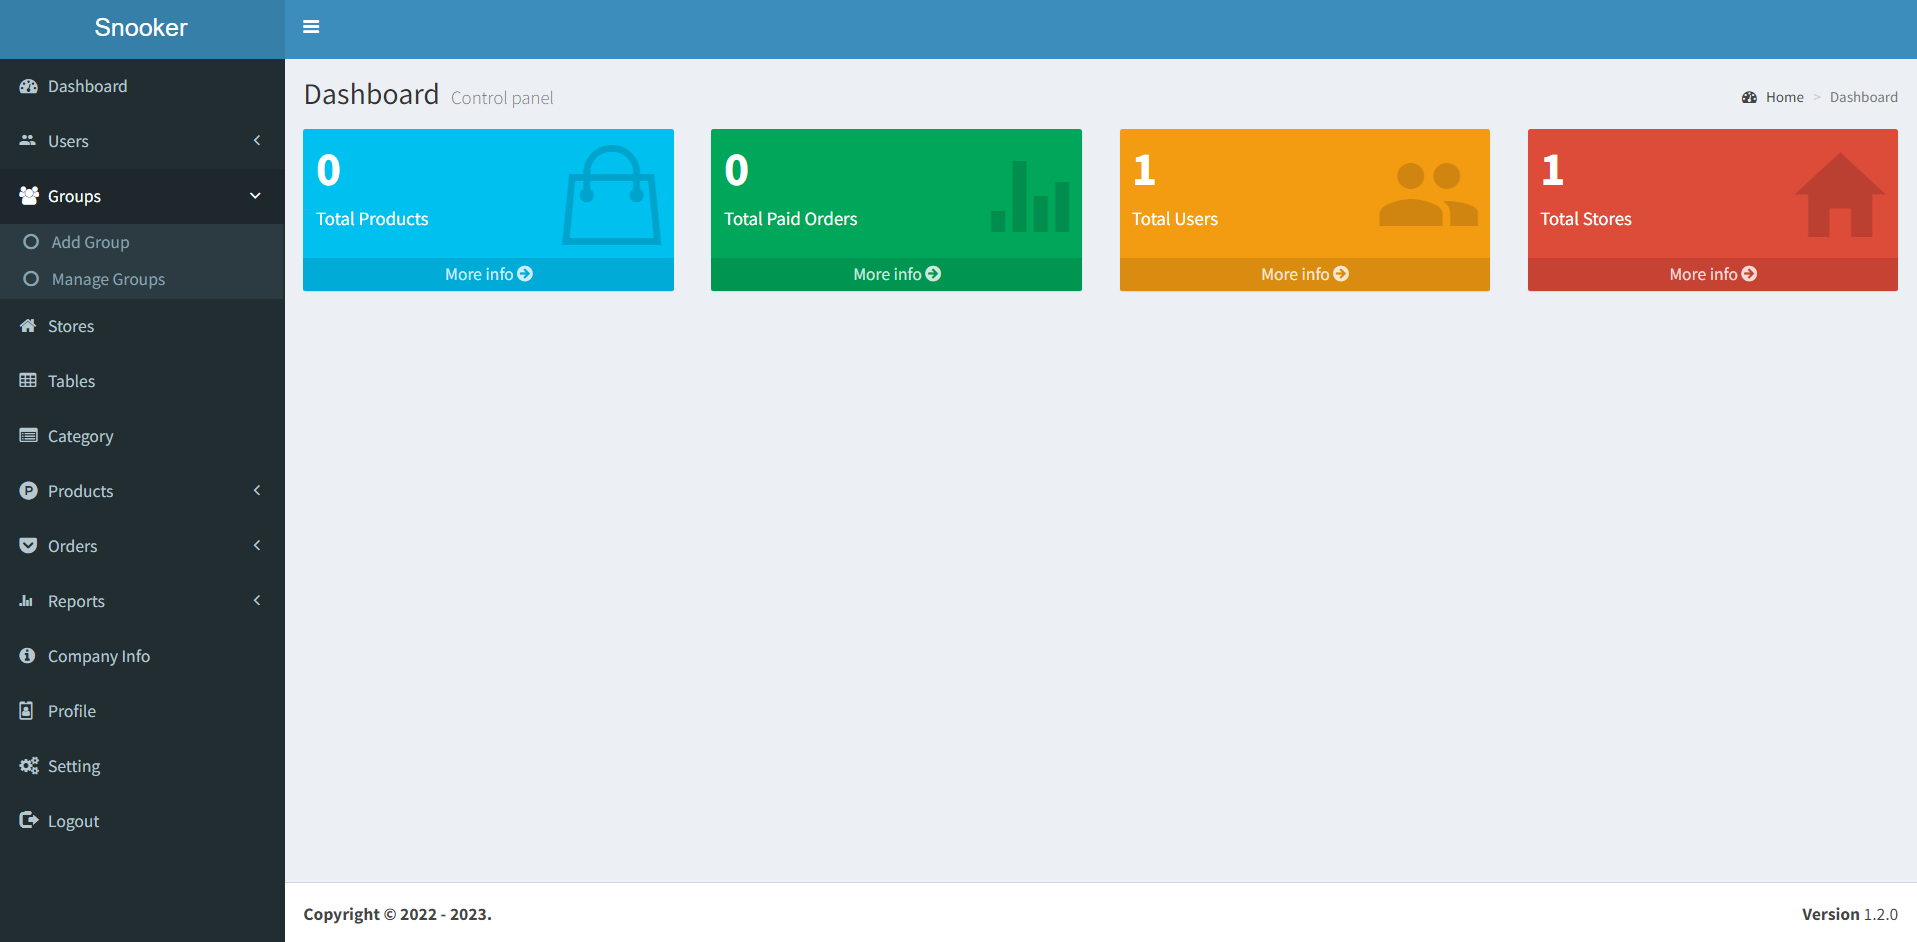 Snooker
Dashboard
Users
Groups
Add Group
Manage Groups
Stores
Tables
Category
Products
Orders
Reports
Company Info
Profile
Setting
Logout
Dashboard Control panel
Home > Dashboard
0
Total Products
More info
0
Total Paid Orders
More info
1
Total Users
More info
1
Total Stores
More info
Copyright © 2022 - 2023.
Version 1.2.0